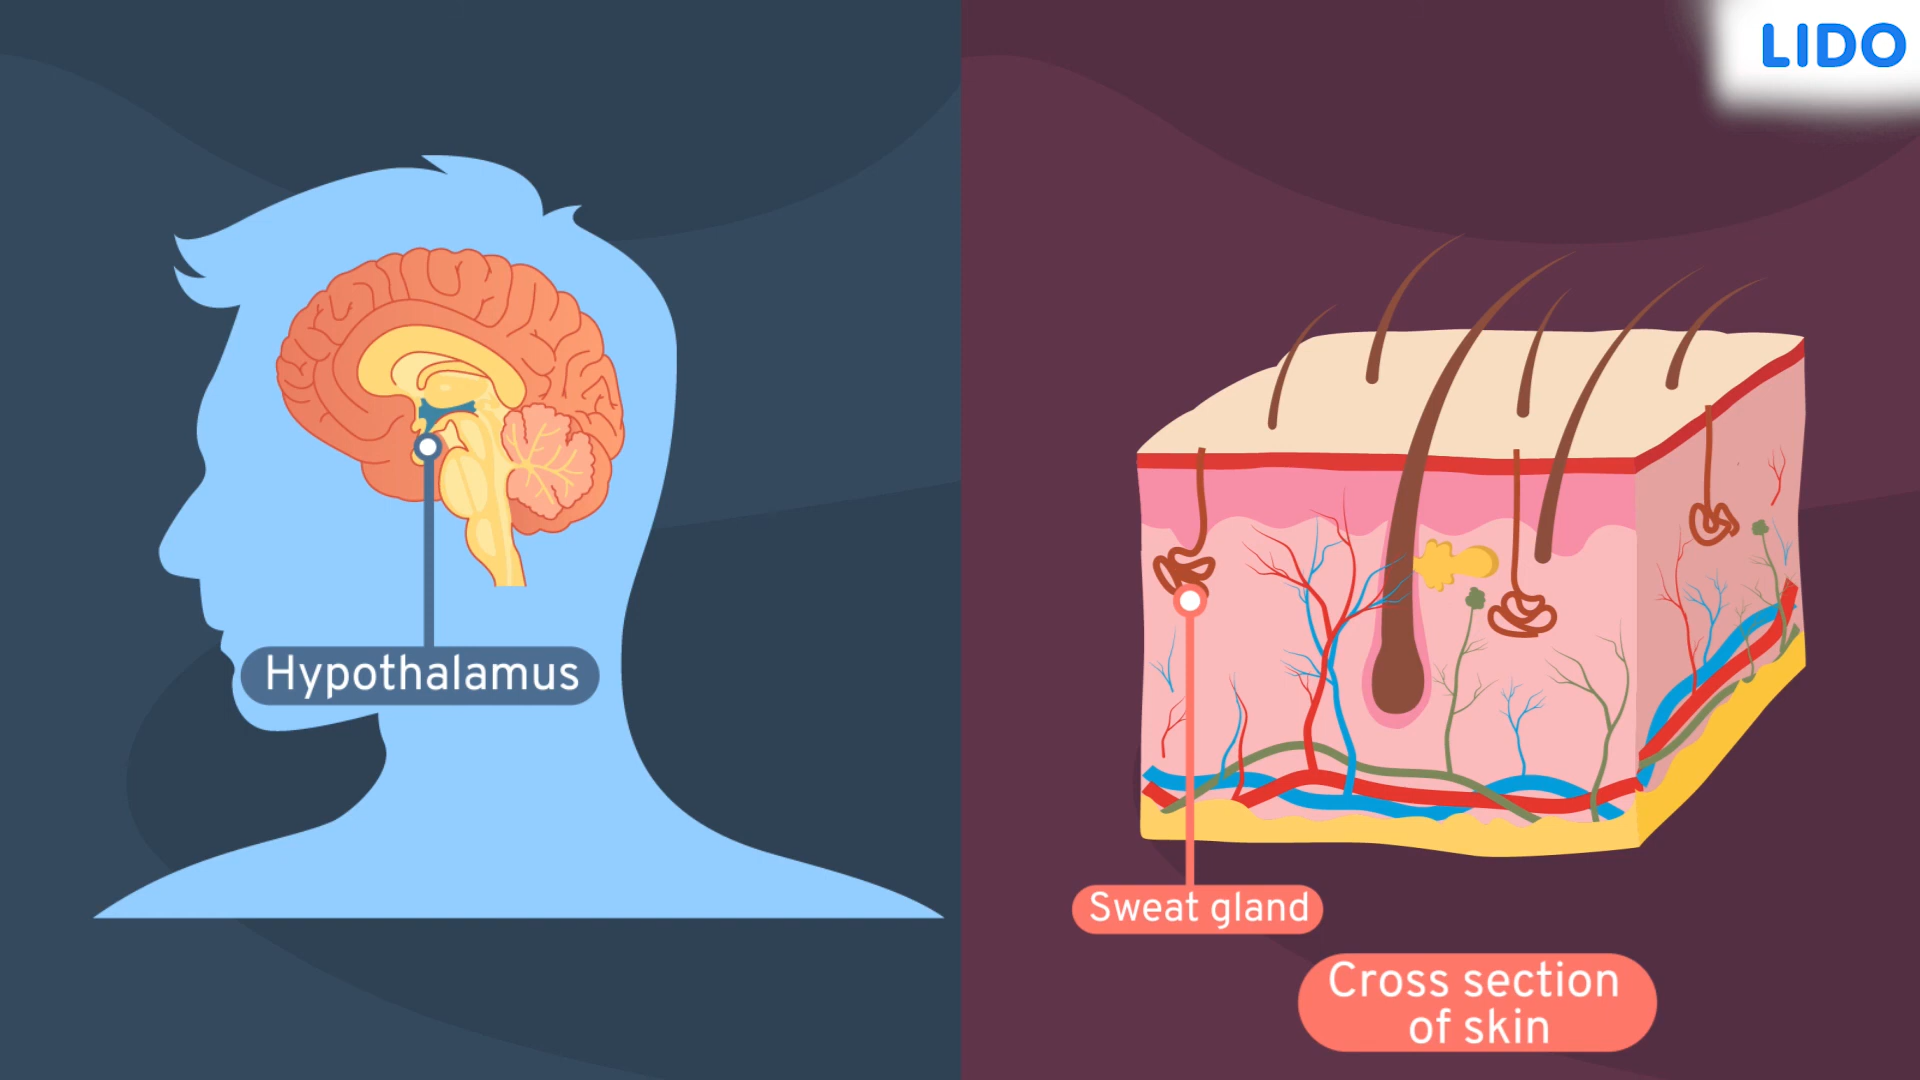 LIDO
Hypothalamus
Sweat gland
Cross section
of skin